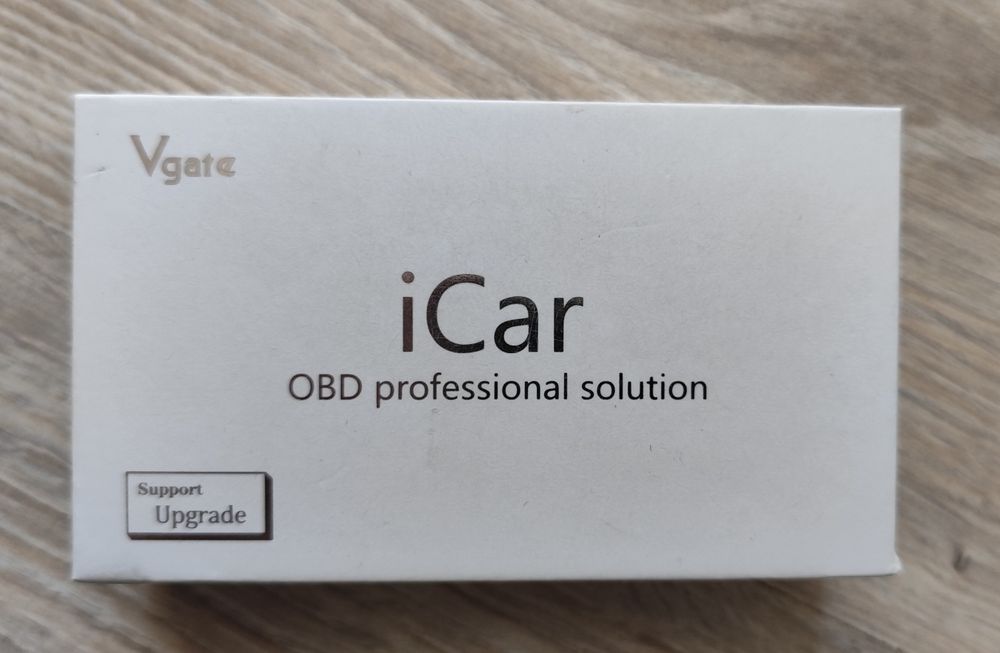 Vgate
iCar
OBD professional solution
Support
Upgrade